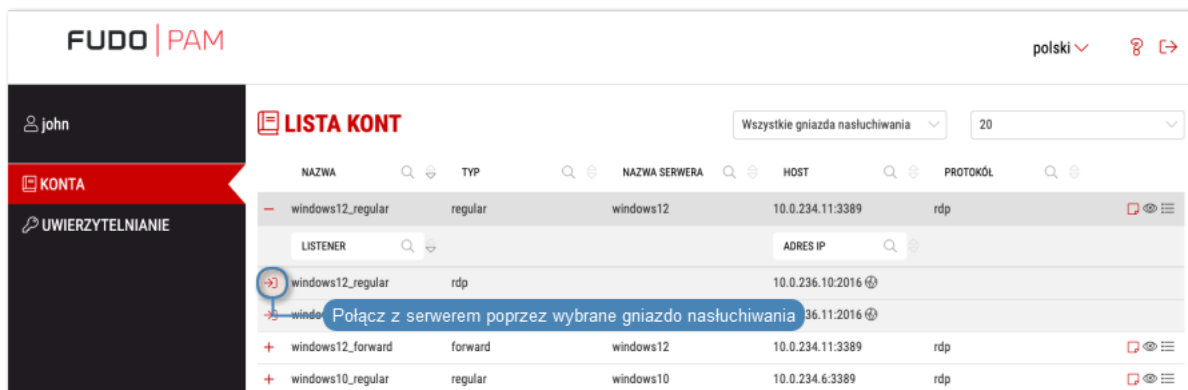 FUDO PAM
polski
john
LISTA KONT
Wszystkie gniazda nasłuchiwania
20
KONTA
UWIERZYTELNIANIE
NAZWA TYP NAZWA SERWERA HOST PROTOKÓŁ
windows12_regular regular windows12 10.0.234.11:3389 rdp
LISTENER ADRES IP
windows12_regular rdp 10.0.236.10:2016
Połącz z serwerem poprzez wybrane gniazdo nasłuchiwania
36.11:2016
windows12_forward forward windows12 10.0.234.11:3389 rdp
windows10_regular regular windows10 10.0.234.6:3389 rdp